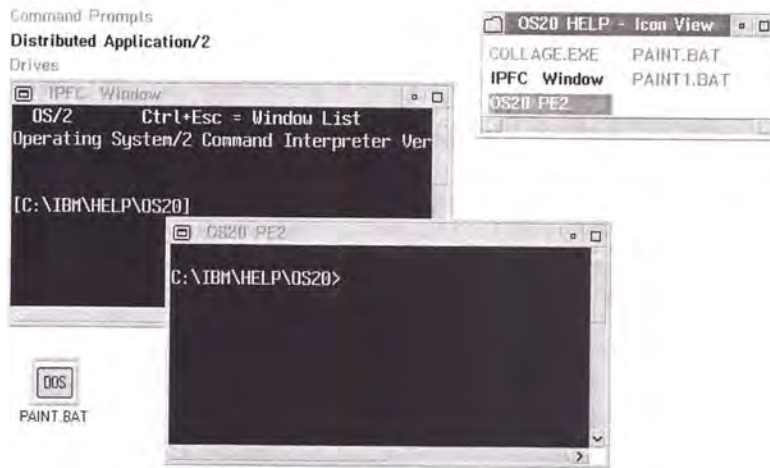 Command Prompts
Distributed Application/2
Drives
OS20 HELP - Icon View
COLLAGE.EXE PAINT.BAT
IPFC Window PAINT1.BAT
OS20 PE2
IPFC Window
OS/2 Ctrl+Esc = Window List
Operating System/2 Command Interpreter Ver
[C:\IBM\HELP\OS20]
OS20 PE2
C:\IBM\HELP\OS20>
DOS
PAINT.BAT